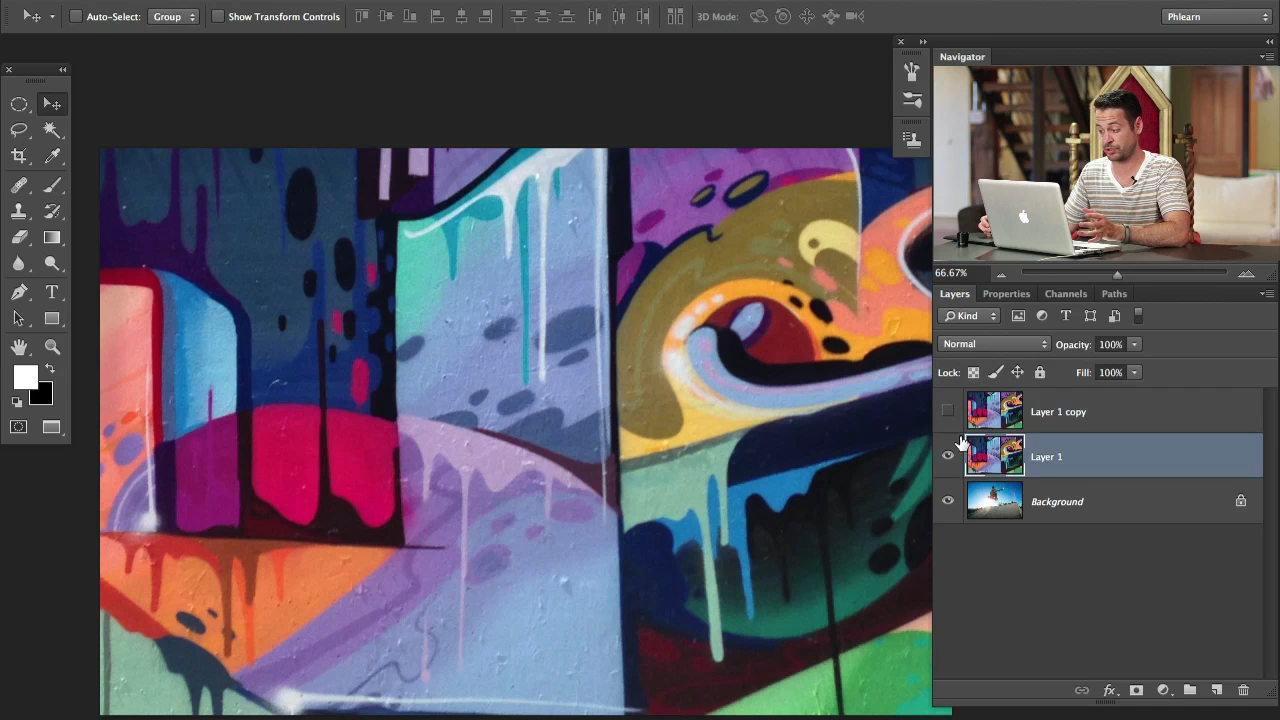 Auto-Select: Group Show Transform Controls 3D Mode: Phlearn
Navigator
66.67%
Layers Properties Channels Paths
Kind
Normal Opacity: 100%
Lock: Fill: 100%
Layer 1 copy
Layer 1
Background
fx